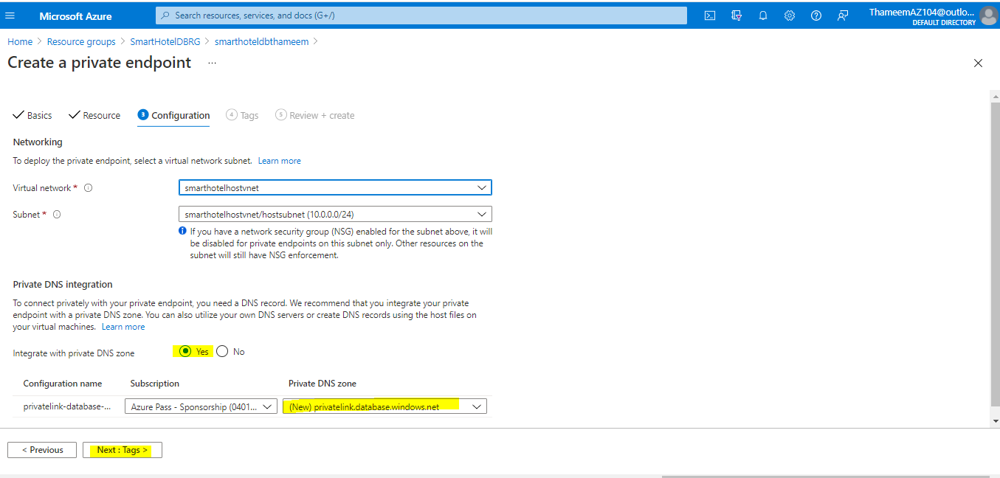 Microsoft Azure
Search resources, services, and docs (G+/)
ThameemAZ104@outlo...
DEFAULT DIRECTORY
Home > Resource groups > SmartHotelDBRG > smarthoteldbthameem >
Create a private endpoint ...
Basics Resource 3 Configuration 4 Tags 5 Review + create
Networking
To deploy the private endpoint, select a virtual network subnet. Learn more
Virtual network * smarthotelhostvnet
Subnet * smarthotelhostvnet/hostsubnet (10.0.0.0/24)
If you have a network security group (NSG) enabled for the subnet above, it will
be disabled for private endpoints on this subnet only. Other resources on the
subnet will still have NSG enforcement.
Private DNS integration
To connect privately with your private endpoint, you need a DNS record. We recommend that you integrate your private
endpoint with a private DNS zone. You can also utilize your own DNS servers or create DNS records using the host files on
your virtual machines. Learn more
Integrate with private DNS zone Yes No
Configuration name Subscription Private DNS zone
privatelink-database-... Azure Pass - Sponsorship (0401... (New) privatelink.database.windows.net
< Previous Next : Tags >